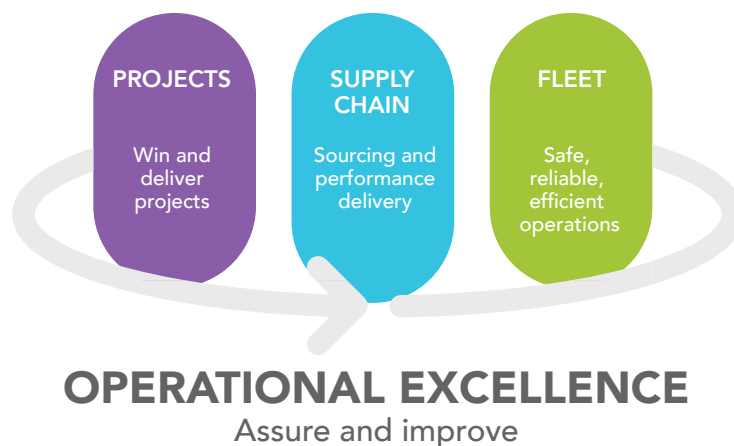 PROJECTS
Win and
deliver
projects
SUPPLY
CHAIN
Sourcing and
performance
delivery
FLEET
Safe,
reliable,
efficient
operations
OPERATIONAL EXCELLENCE
Assure and improve